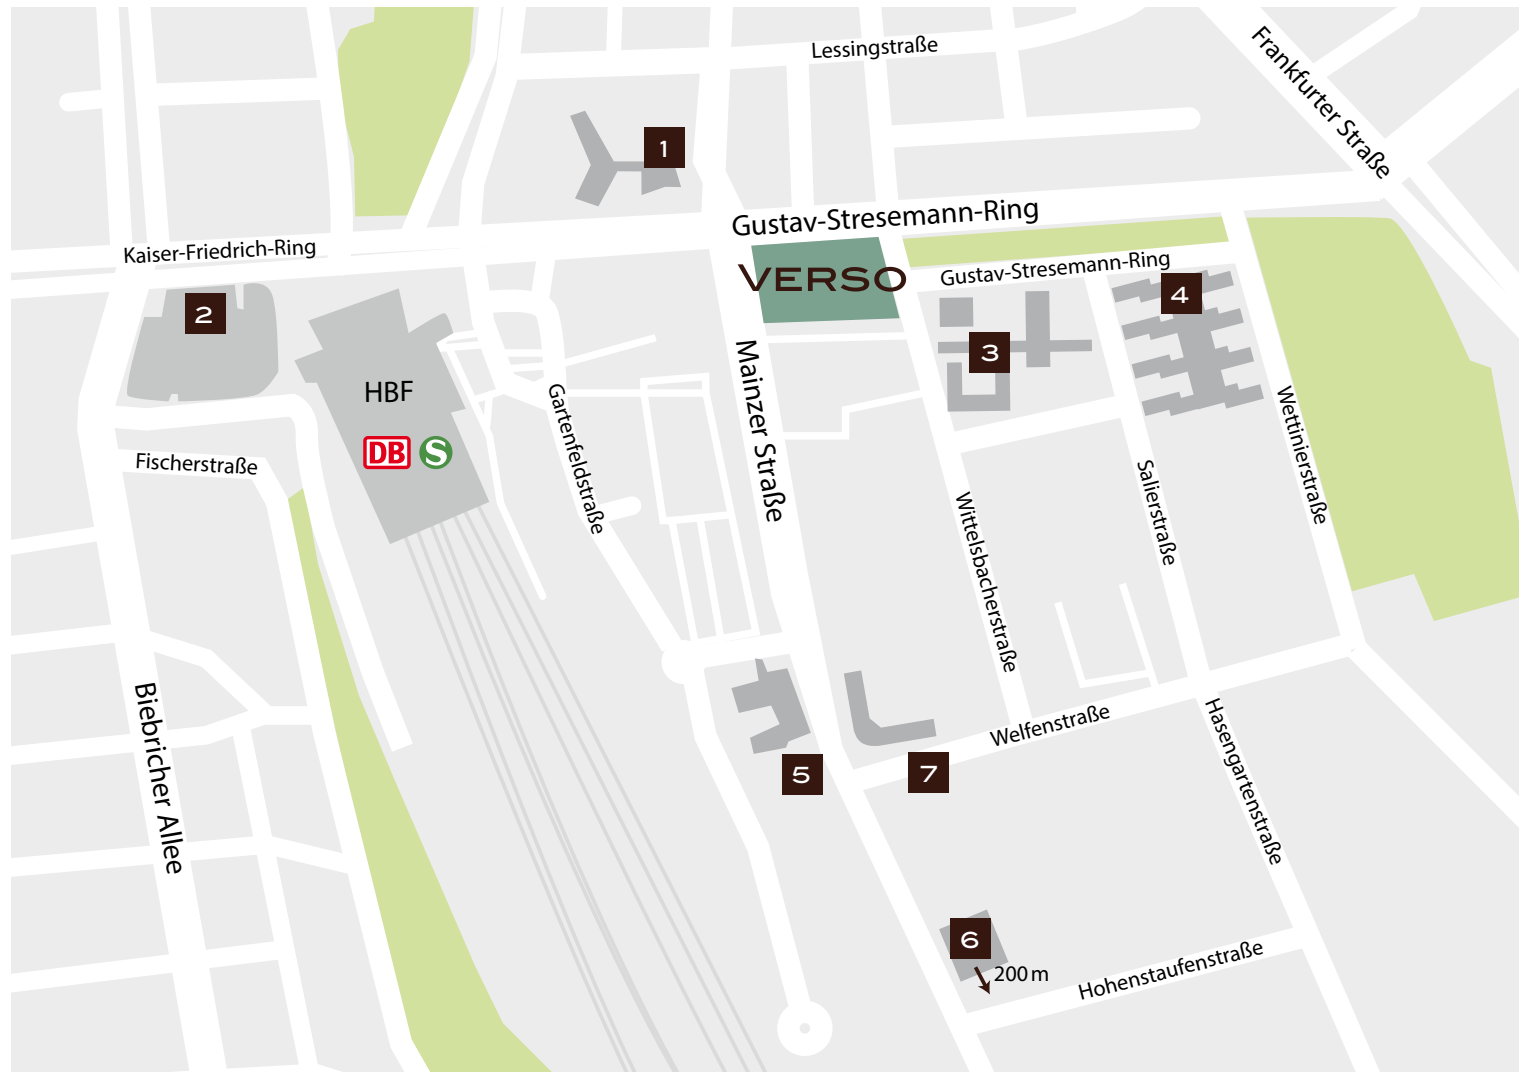 Lessingstraße
Frankfurter Straße
1
Gustav-Stresemann-Ring
Kaiser-Friedrich-Ring
VERSO
Gustav-Stresemann-Ring
2
4
3
HBF
DB S
Mainzer Straße
Gartenfeldstraße
Wettinierstraße
Fischerstraße
Salierstraße
Wittelsbacherstraße
Biebricher Allee
Welfenstraße
Hasengartenstraße
5
7
6
200 m
Hohenstaufenstraße